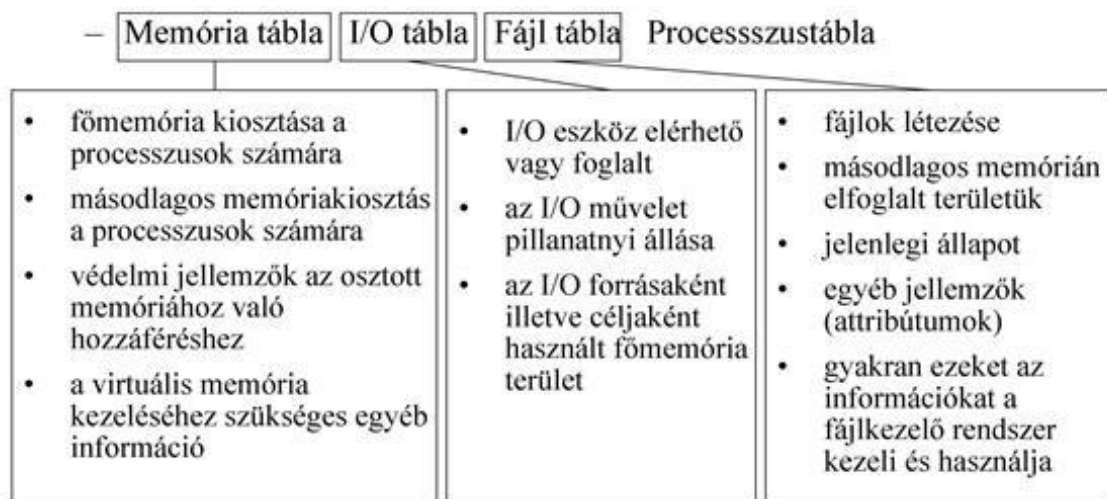 – Memória tábla I/O tábla Fájl tábla Processszustábla
• főmemória kiosztása a
processzusok számára
• másodlagos memóriakiosztás
a processzusok számára
• védelmi jellemzők az osztott
memóriához való
hozzáféréshez
• a virtuális memória
kezeléséhez szükséges egyéb
információ
• I/O eszköz elérhető
vagy foglalt
• az I/O művelet
pillanatnyi állása
• az I/O forrásaként
illetve céljaként
használt főmemória
terület
• fájlok létezése
• másodlagos memórián
elfoglalt területük
• jelenlegi állapot
• egyéb jellemzők
(attribútumok)
• gyakran ezeket az
információkat a
fájlkezelő rendszer
kezeli és használja